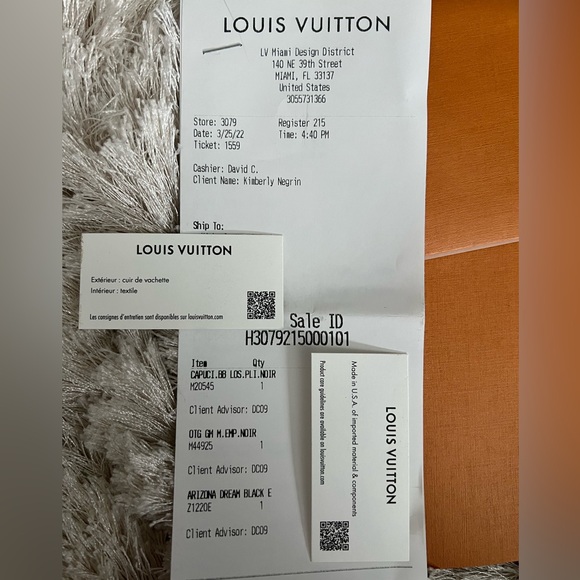 LOUIS VUITTON
LV Miami Design District
140 NE 39th Street
MIAMI, FL 33137
United States
3055731366
Store: 3079 Register 215
Date: 3/25/22 Time: 4:40 PM
Ticket: 1559
Cashier: David C.
Client Name: Kimberly Negrin
Ship To:
LOUIS VUITTON
Extérieur : cuir de vachette
Intérieur : textile
Les consignes d'entretien sont disponibles sur louisvuitton.com
Sale ID
H3079215000101
Item Qty
CAPUCI.BB LOS.PLI.NOIR
M20545 1
Client Advisor: DC09
OTG GM M.EMP.NOIR
M44925 1
Client Advisor: DC09
ARIZONA DREAM BLACK E
Z1220E 1
Client Advisor: DC09
LOUIS VUITTON
Made in U.S.A. of imported material & components
Product care guidelines are available on louisvuitton.com